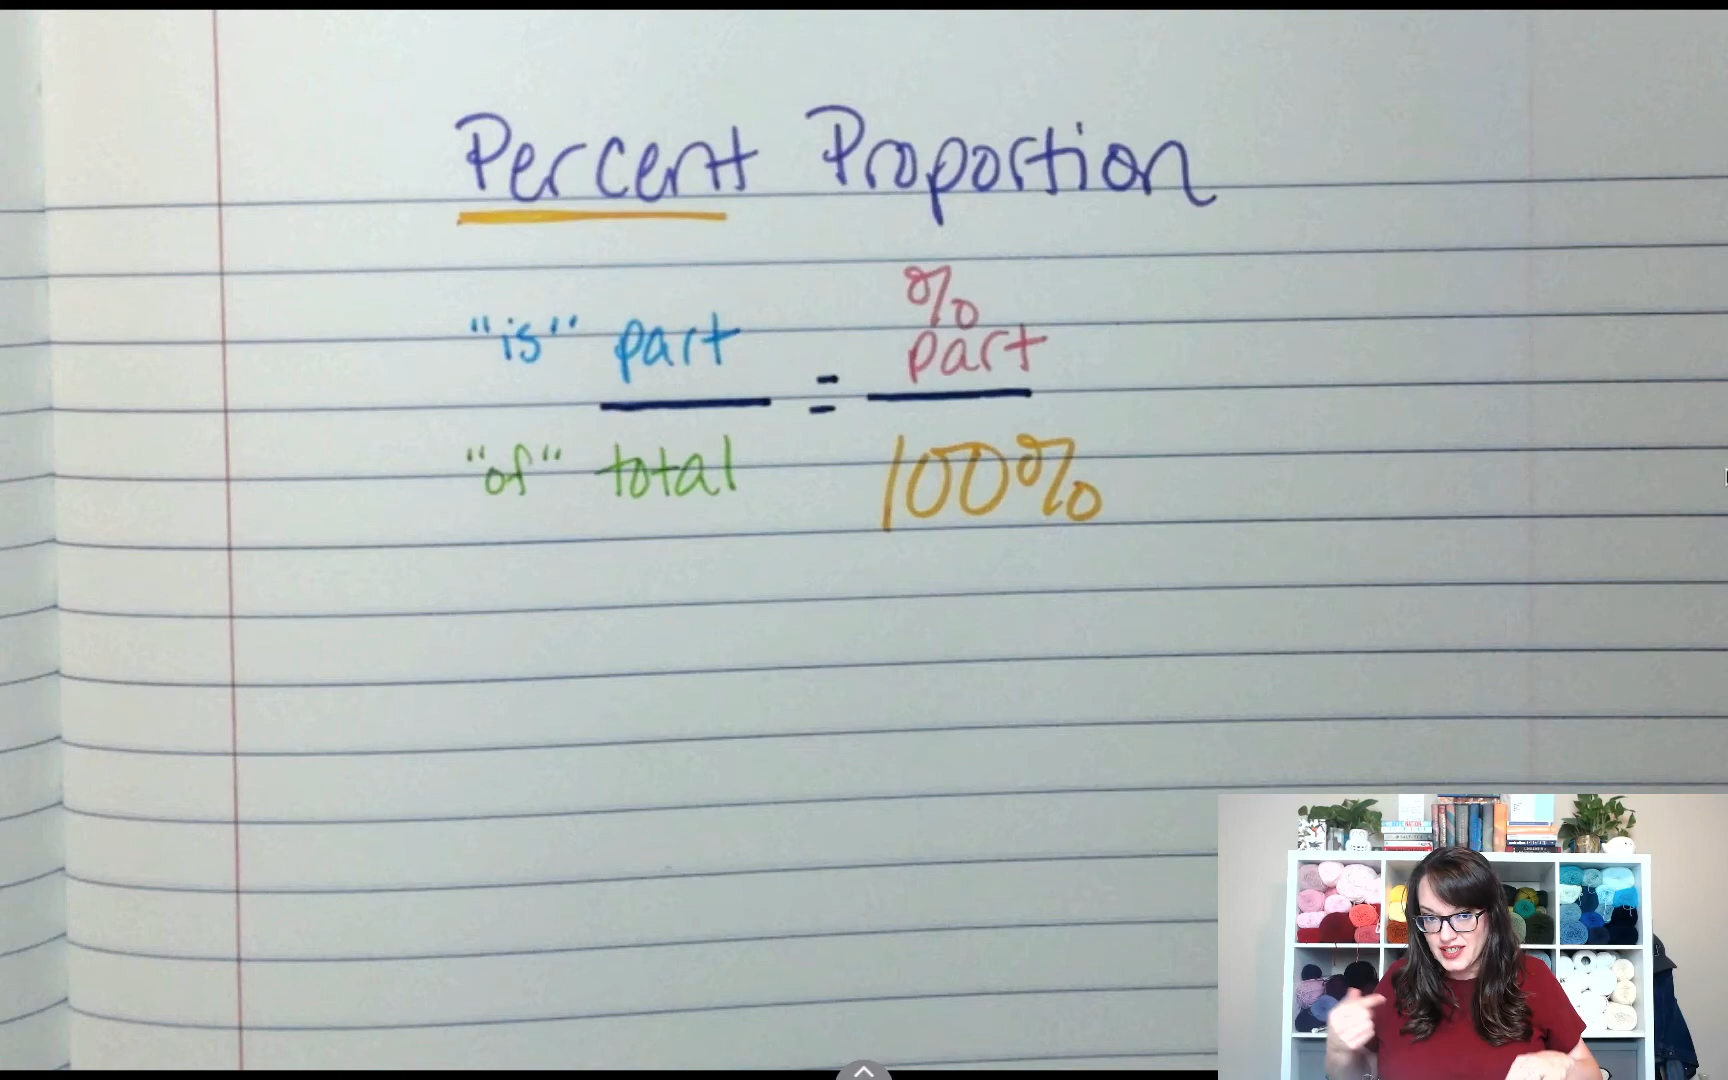 Percent Proportion
"is" part = % part
"of" total 100%